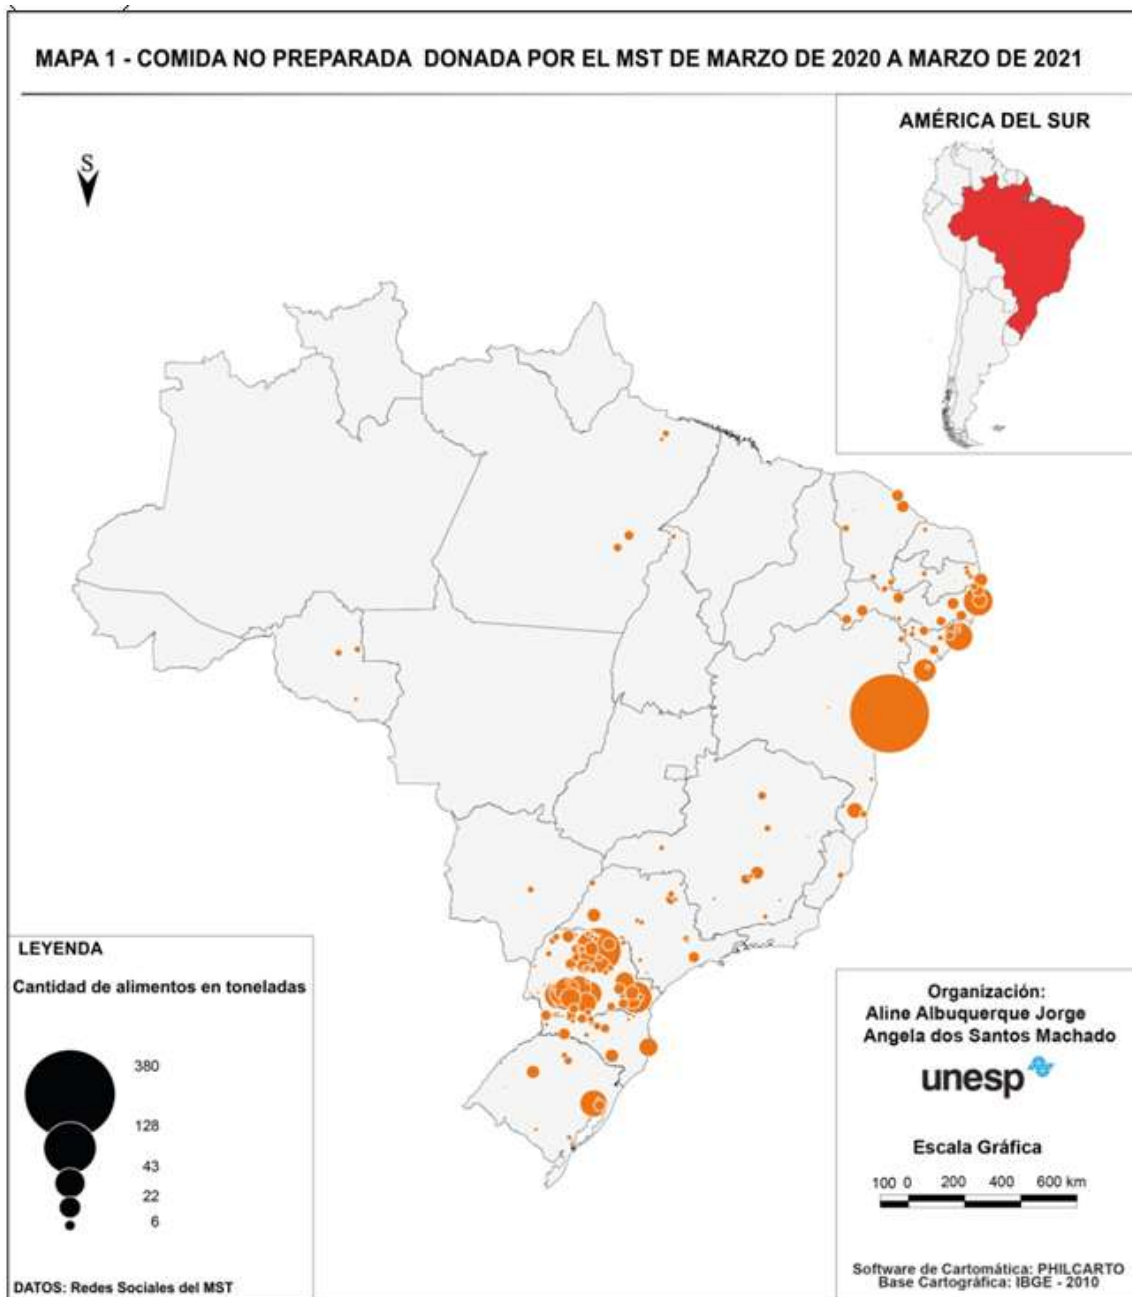 MAPA 1 - COMIDA NO PREPARADA DONADA POR EL MST DE MARZO DE 2020 A MARZO DE 2021
AMÉRICA DEL SUR
S
LEYENDA
Cantidad de alimentos en toneladas
380
128
43
22
6
DATOS: Redes Sociales del MST
Organización:
Aline Albuquerque Jorge
Angela dos Santos Machado
unesp
Escala Gráfica
100 0 200 400 600 km
Software de Cartomática: PHILCARTO
Base Cartográfica: IBGE - 2010